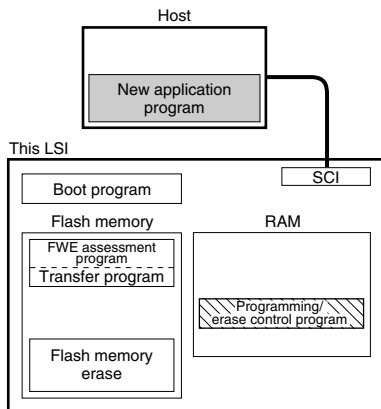 Host
New application
program
This LSI
SCI
Boot program
Flash memory
RAM
FWE assessment
program
Transfer program
Programming/
erase control program
Flash memory
erase